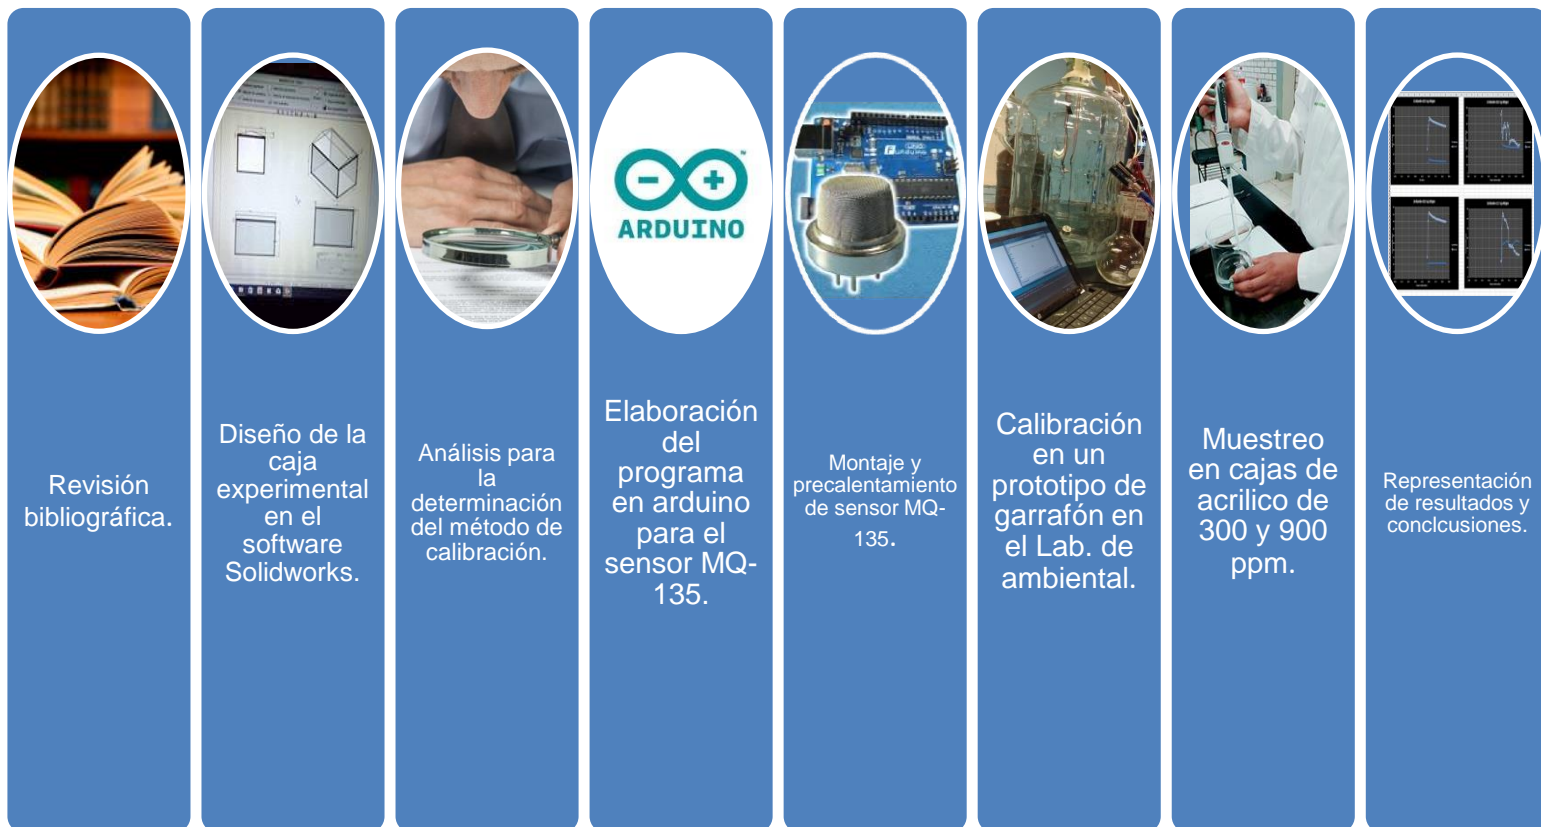 Revisión
bibliográfica.
Diseño de la
caja
experimental
en el
software
Solidworks.
Análisis para
la
determinación
del método de
calibración.
ARDUINO
Elaboración
del
programa
en arduino
para el
sensor MQ-
135.
Montaje y
precalentamiento
de sensor MQ-
135.
Calibración
en un
prototipo de
garrafón en
el Lab. de
ambiental.
Muestreo
en cajas de
acrilico de
300 y 900
ppm.
Representación
de resultados y
conclcusiones.